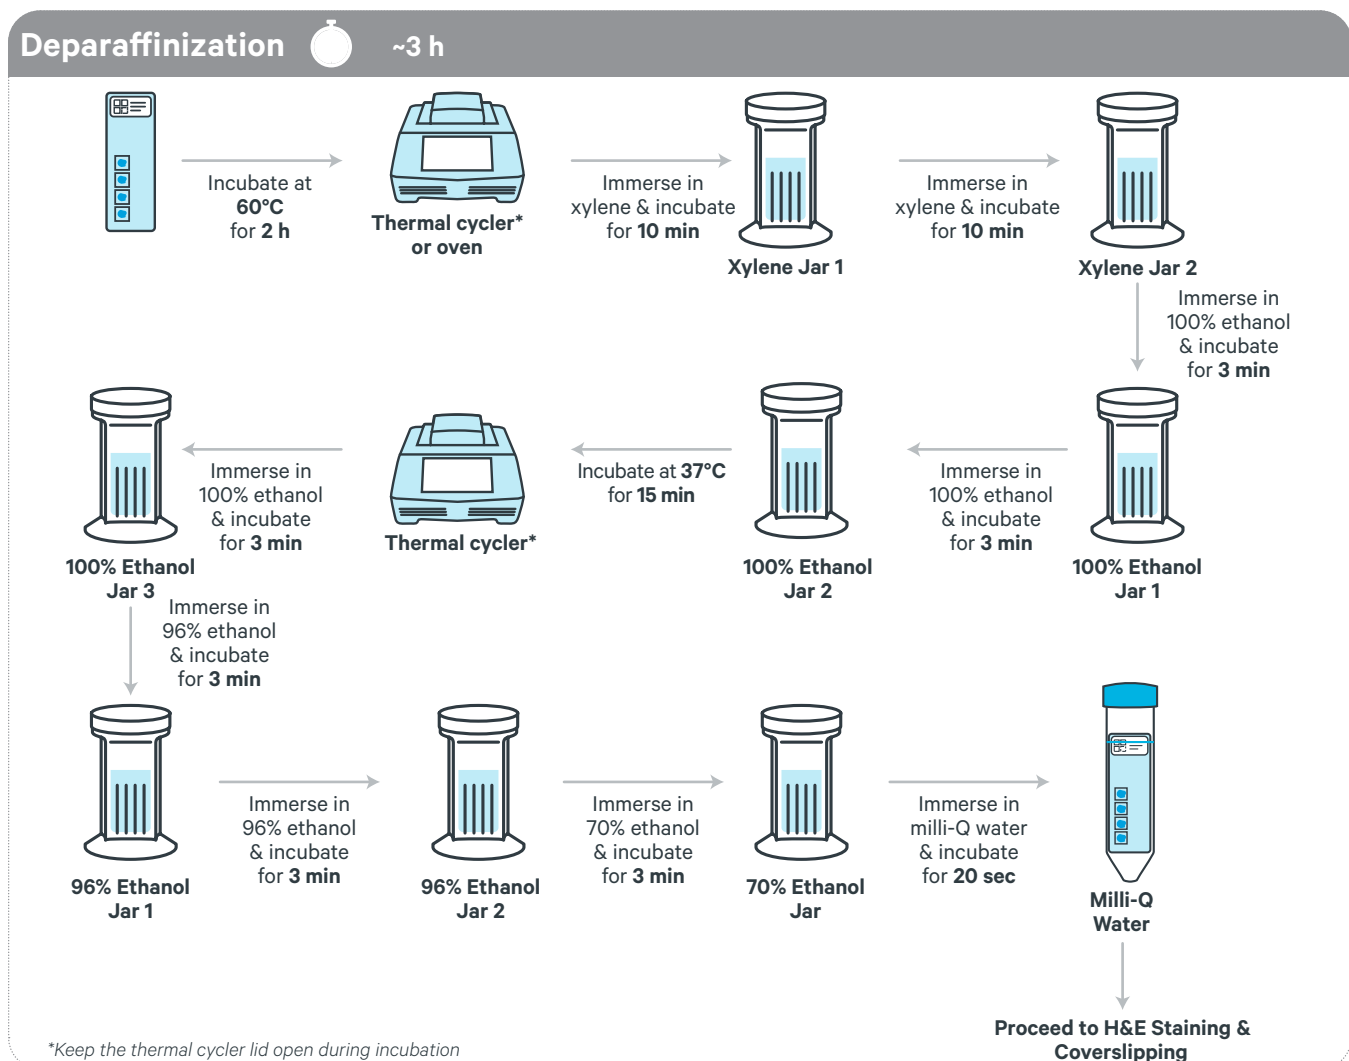 Deparaffinization ~3 h
Incubate at
60°C
for 2 h
Thermal cycler*
or oven
Immerse in
xylene & incubate
for 10 min
Xylene Jar 1
Immerse in
xylene & incubate
for 10 min
Xylene Jar 2
Immerse in
100% ethanol
& incubate
for 3 min
100% Ethanol
Jar 1
Immerse in
100% ethanol
& incubate
for 3 min
100% Ethanol
Jar 2
Incubate at 37°C
for 15 min
Thermal cycler*
Immerse in
100% ethanol
& incubate
for 3 min
100% Ethanol
Jar 3
Immerse in
96% ethanol
& incubate
for 3 min
96% Ethanol
Jar 1
Immerse in
96% ethanol
& incubate
for 3 min
96% Ethanol
Jar 2
Immerse in
70% ethanol
& incubate
for 3 min
70% Ethanol
Jar
Immerse in
milli-Q water
& incubate
for 20 sec
Milli-Q
Water
Proceed to H&E Staining &
Coverslipping
*Keep the thermal cycler lid open during incubation